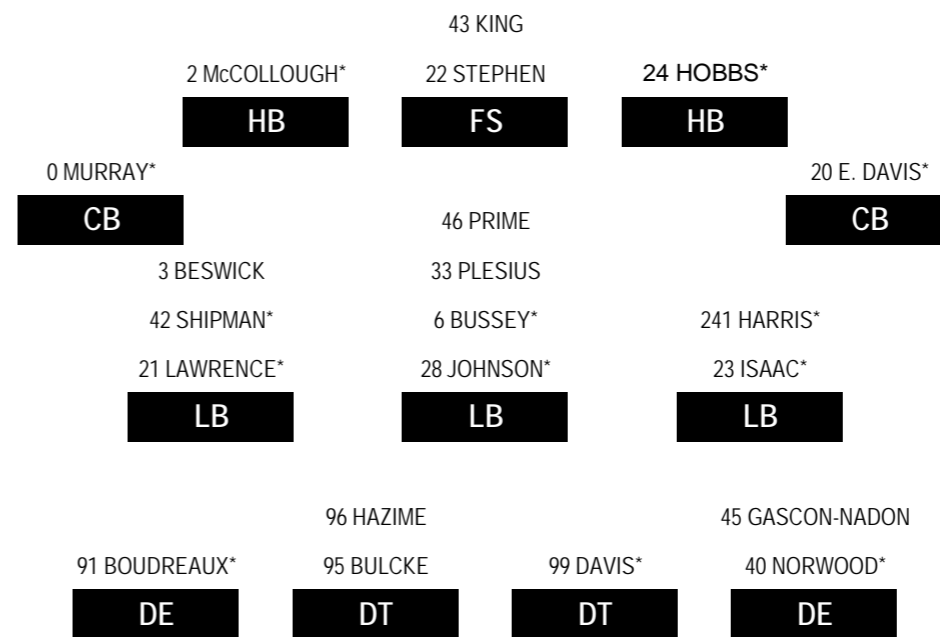 43 KING
2 McCOLLOUGH* 22 STEPHEN 24 HOBBS*
HB FS HB
0 MURRAY* 20 E. DAVIS*
CB CB
46 PRIME
3 BESWICK 33 PLESIUS
42 SHIPMAN* 6 BUSSEY* 241 HARRIS*
21 LAWRENCE* 28 JOHNSON* 23 ISAAC*
LB LB LB
96 HAZIME 45 GASCON-NADON
91 BOUDREAUX* 95 BULCKE 99 DAVIS* 40 NORWOOD*
DE DT DT DE